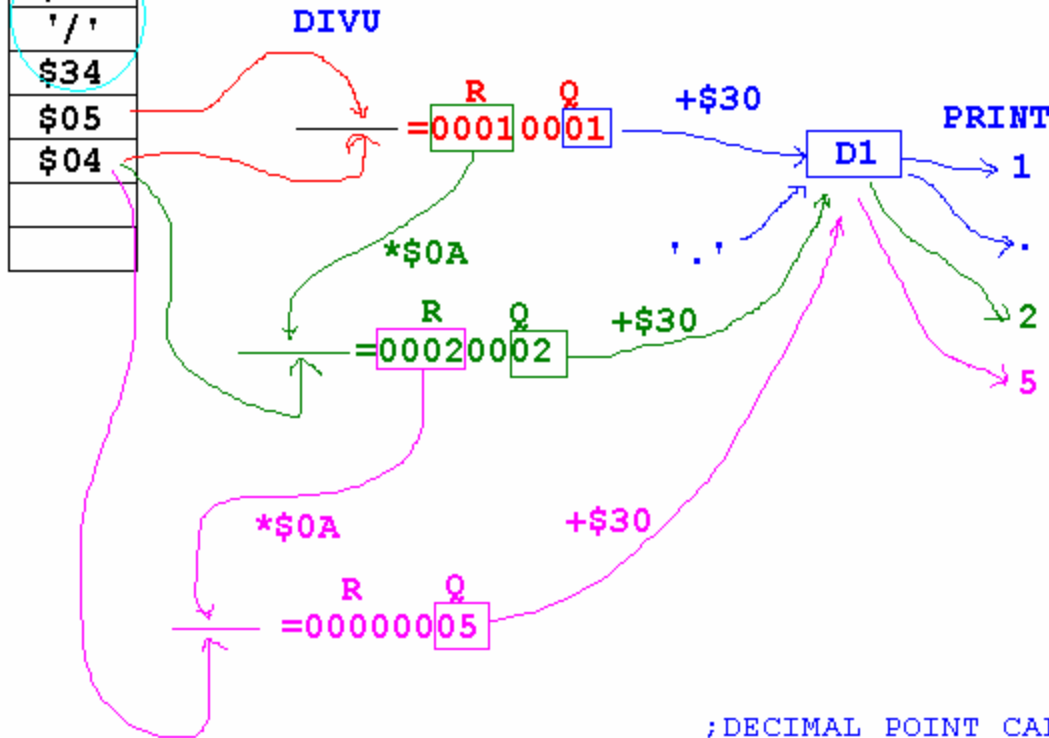 '/'
DIVU
$34
$05
R Q
=00010001
+$30
PRINT
$04
D1
1
*$0A
'.'
.
R Q
=00020002
+$30
2
5
*$0A
+$30
R Q
=00000005
;DECIMAL POINT CAL